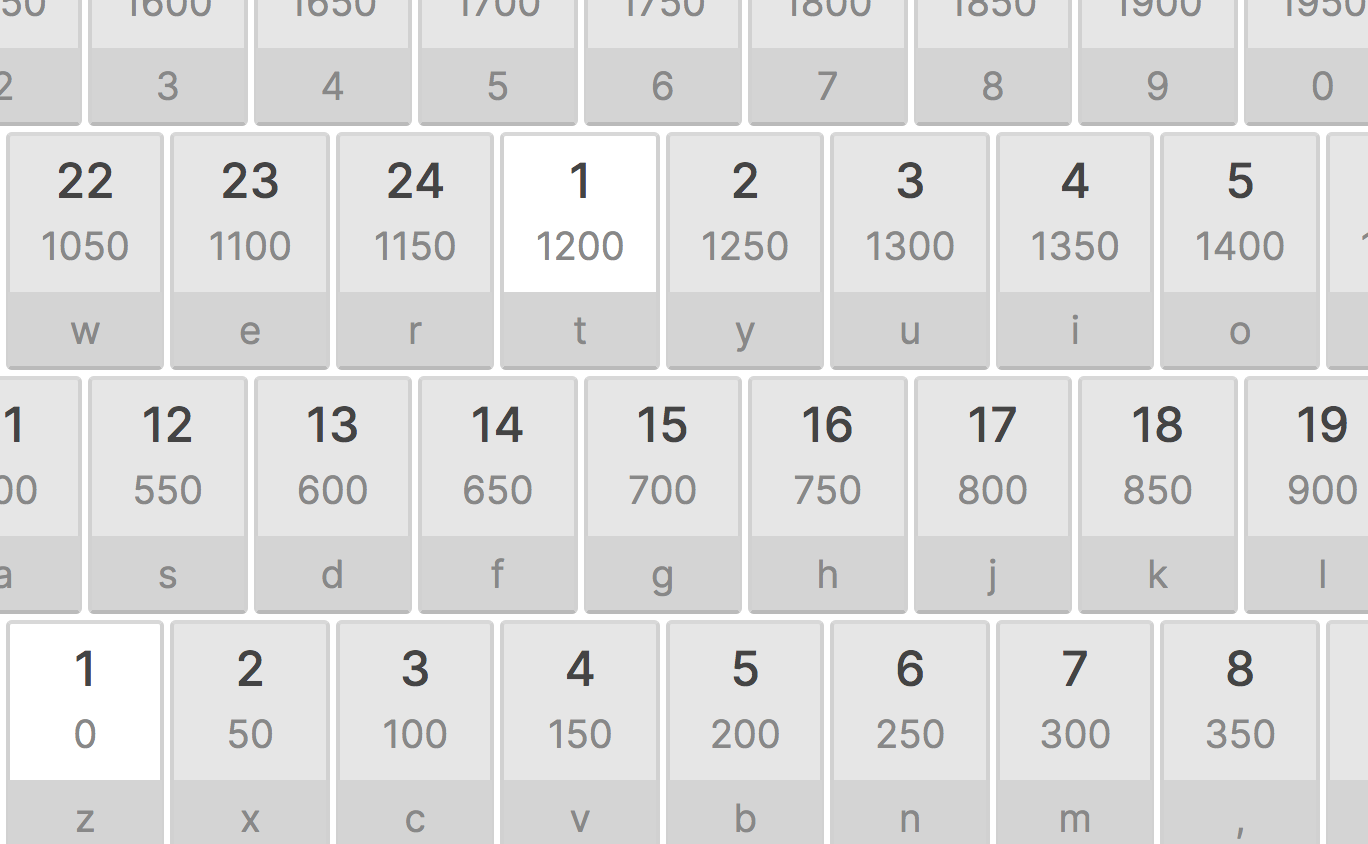 1600 1650 1700 1750 1800 1850 1900 1950
2 3 4 5 6 7 8 9 0
22 23 24 1 2 3 4 5
1050 1100 1150 1200 1250 1300 1350 1400
w e r t y u i o
12 13 14 15 16 17 18 19
550 600 650 700 750 800 850 900
a s d f g h j k l
1 2 3 4 5 6 7 8
0 50 100 150 200 250 300 350
z x c v b n m ,